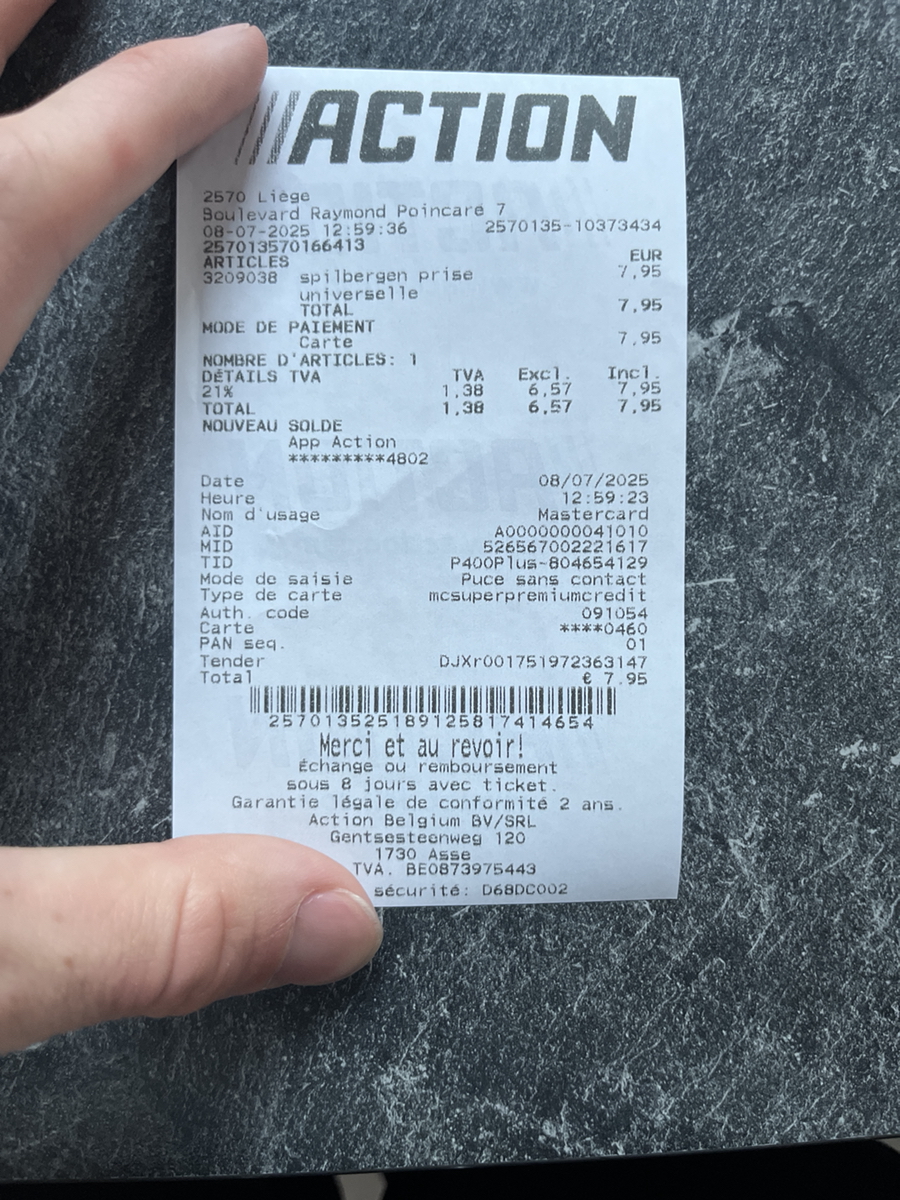 ACTION
2570 Liege
Boulevard Raymond Poincare 7
08-07-2025 12:59:36 2570135-10373434
257013570166413
ARTICLES EUR
3209038 spilbergen prise 7,95
universelle
TOTAL 7,95
MODE DE PAIEMENT
Carte 7,95
NOMBRE D'ARTICLES: 1
DÉTAILS TVA TVA Excl. Incl.
21% 1,38 6,57 7,95
TOTAL 1,38 6,57 7,95
NOUVEAU SOLDE
App Action
*********4802
Date 08/07/2025
Heure 12:59:23
Nom d'usage Mastercard
AID A0000000041010
MID 526567002221617
TID P400Plus-804654129
Mode de saisie Puce sans contact
Type de carte mcsuperpremiumcredit
Auth. code 091054
Carte ****0460
PAN seq. 01
Tender DJXr001751972363147
Total € 7.95
257013525189125817414654
Merci et au revoir!
Échange ou remboursement
sous 8 jours avec ticket.
Garantie légale de conformité 2 ans.
Action Belgium BV/SRL
Gentsesteenweg 120
1730 Asse
TVA. BE0873975443
sécurité: D68DC002